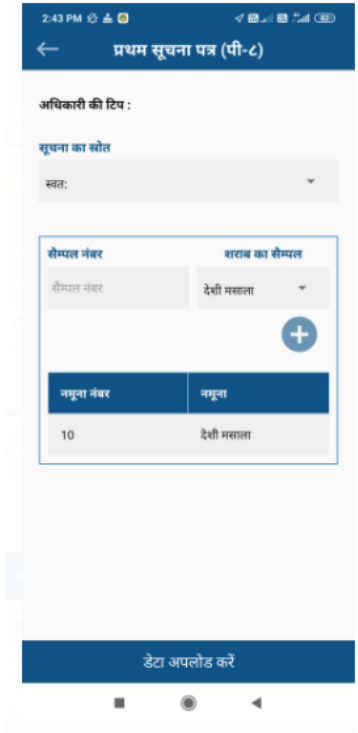 2:43 PM
प्रथम सूचना पत्र (पी-८)
अधिकारी की टिप :
सूचना का स्रोत
स्वत:
सैम्पल नंबर शराब का सैम्पल
सैम्पल नंबर देशी मसाला
नमूना नंबर नमूना
10 देशी मसाला
डेटा अपलोड करें